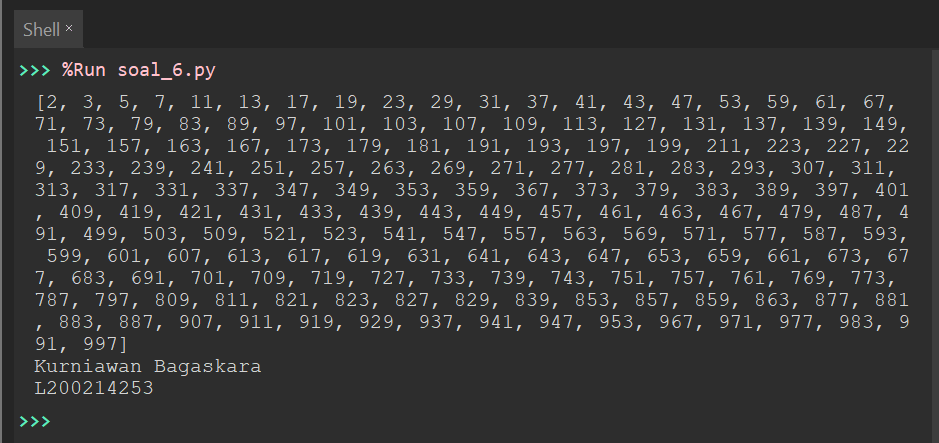 Shell ×
>>> %Run soal_6.py
[2, 3, 5, 7, 11, 13, 17, 19, 23, 29, 31, 37, 41, 43, 47, 53, 59, 61, 67,
71, 73, 79, 83, 89, 97, 101, 103, 107, 109, 113, 127, 131, 137, 139, 149,
151, 157, 163, 167, 173, 179, 181, 191, 193, 197, 199, 211, 223, 227, 22
9, 233, 239, 241, 251, 257, 263, 269, 271, 277, 281, 283, 293, 307, 311,
313, 317, 331, 337, 347, 349, 353, 359, 367, 373, 379, 383, 389, 397, 401
, 409, 419, 421, 431, 433, 439, 443, 449, 457, 461, 463, 467, 479, 487, 4
91, 499, 503, 509, 521, 523, 541, 547, 557, 563, 569, 571, 577, 587, 593,
599, 601, 607, 613, 617, 619, 631, 641, 643, 647, 653, 659, 661, 673, 67
7, 683, 691, 701, 709, 719, 727, 733, 739, 743, 751, 757, 761, 769, 773,
787, 797, 809, 811, 821, 823, 827, 829, 839, 853, 857, 859, 863, 877, 881
, 883, 887, 907, 911, 919, 929, 937, 941, 947, 953, 967, 971, 977, 983, 9
91, 997]
Kurniawan Bagaskara
L200214253
>>>